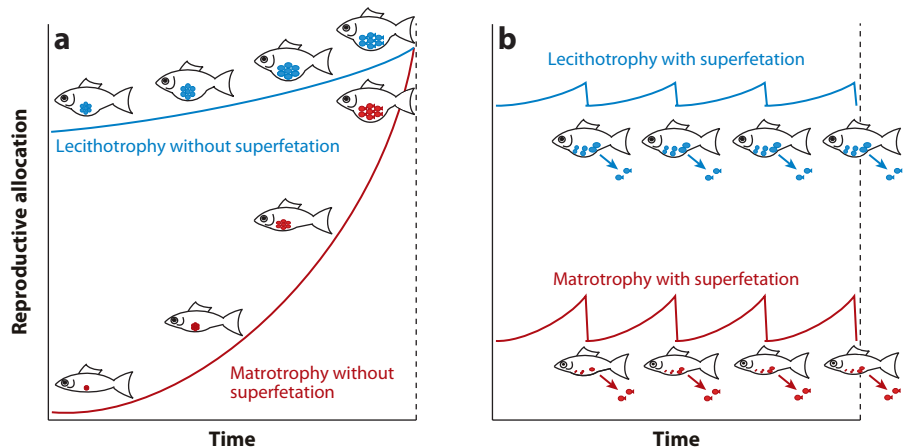 a
b
Reproductive allocation
Lecithotrophy without superfetation
Matrotrophy without
superfetation
Time
Lecithotrophy with superfetation
Matrotrophy with superfetation
Time